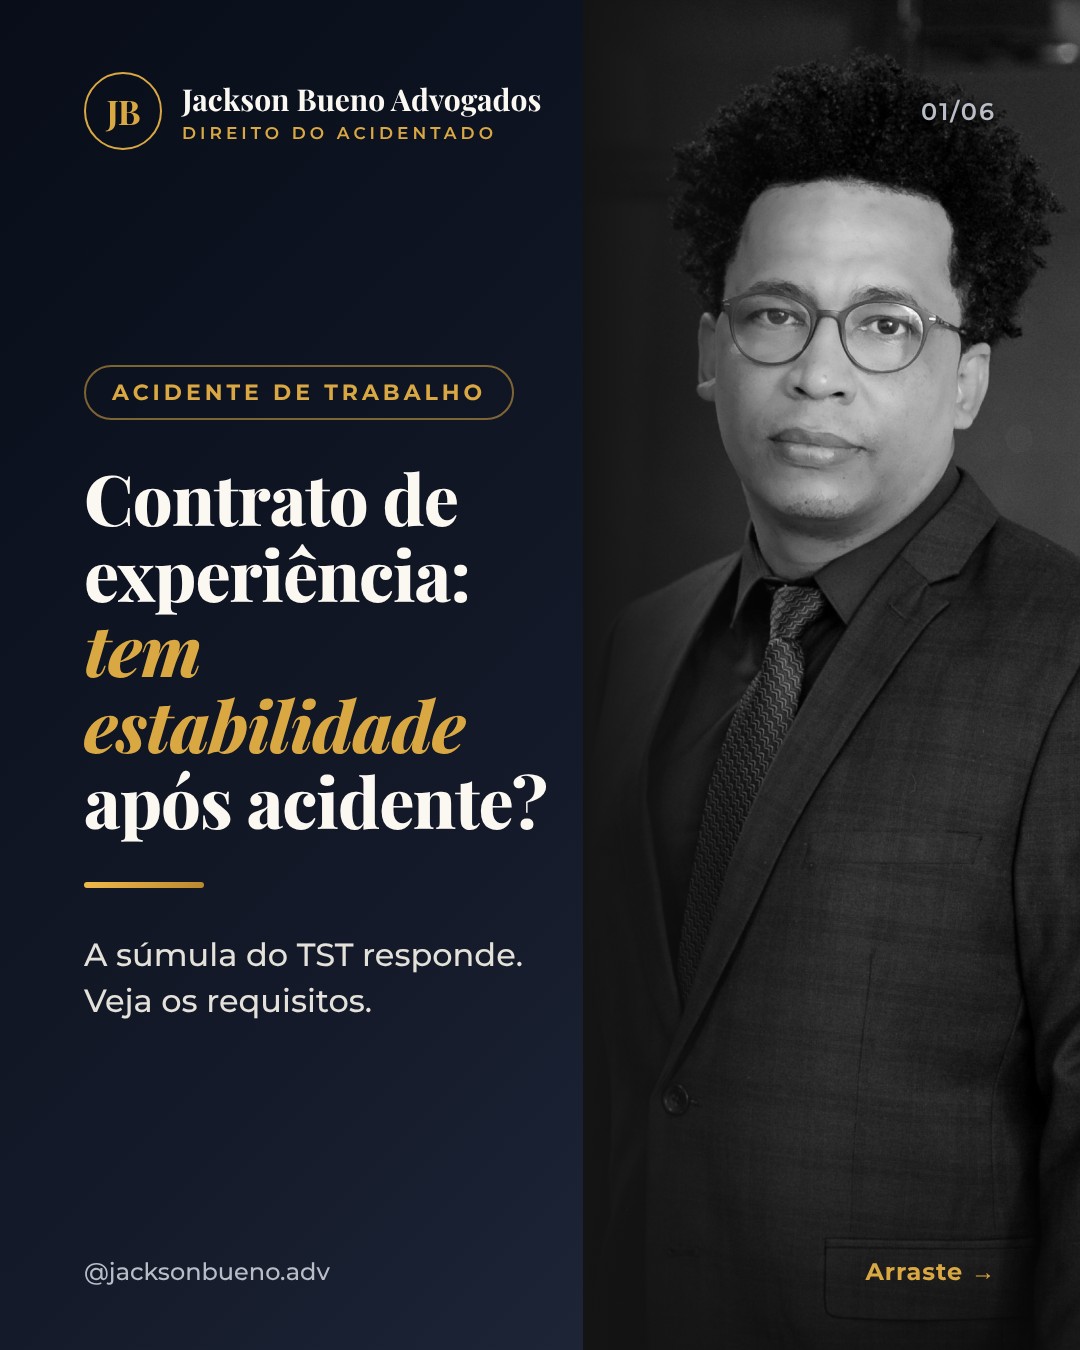 JB
Jackson Bueno Advogados
DIREITO DO ACIDENTADO
01/06
ACIDENTE DE TRABALHO
Contrato de
experiência:
tem
estabilidade
após acidente?
A súmula do TST responde.
Veja os requisitos.
@jacksonbueno.adv
Arraste →